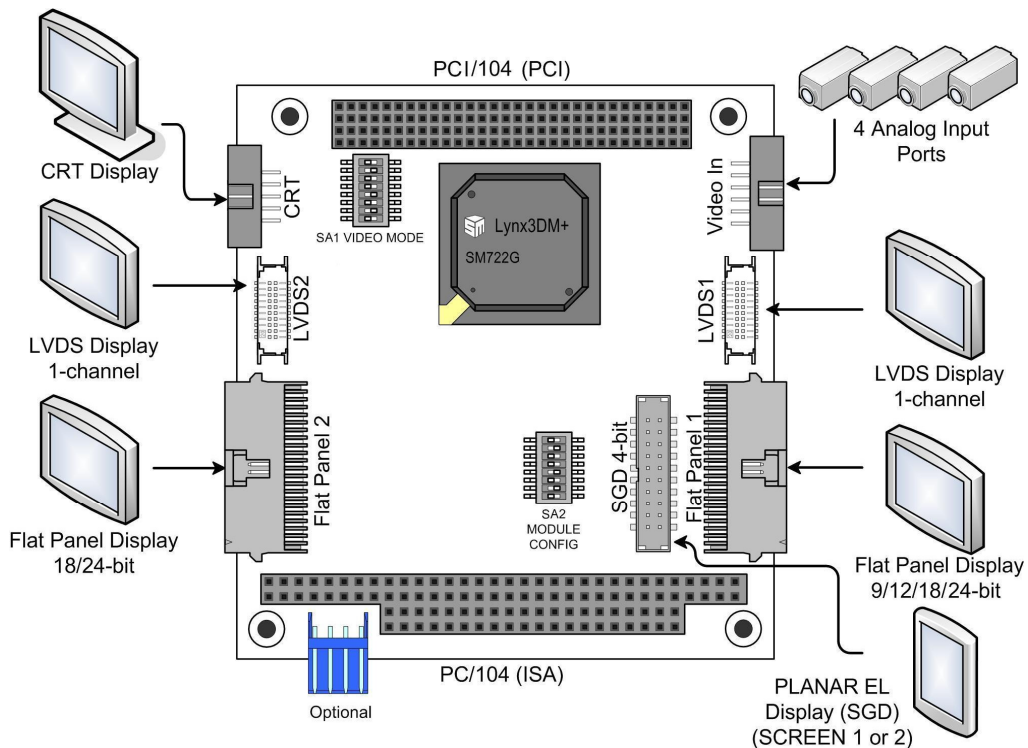 PCI/104 (PCI)
CRT Display
4 Analog Input
Ports
CRT
SA1 VIDEO MODE
SM
Lynx3DM+
SM722G
Video In
LVDS2
LVDS1
LVDS Display
1-channel
LVDS Display
1-channel
Flat Panel 2
SGD 4-bit
Flat Panel 1
SA2
MODULE
CONFIG
Flat Panel Display
18/24-bit
Flat Panel Display
9/12/18/24-bit
PC/104 (ISA)
Optional
PLANAR EL
Display (SGD)
(SCREEN 1 or 2)